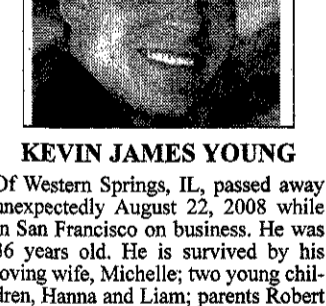 KEVIN JAMES YOUNG
Of Western Springs, IL, passed away
unexpectedly August 22, 2008 while
in San Francisco on business. He was
36 years old. He is survived by his
loving wife, Michelle; two young chil-
dren, Hanna and Liam; parents Robert